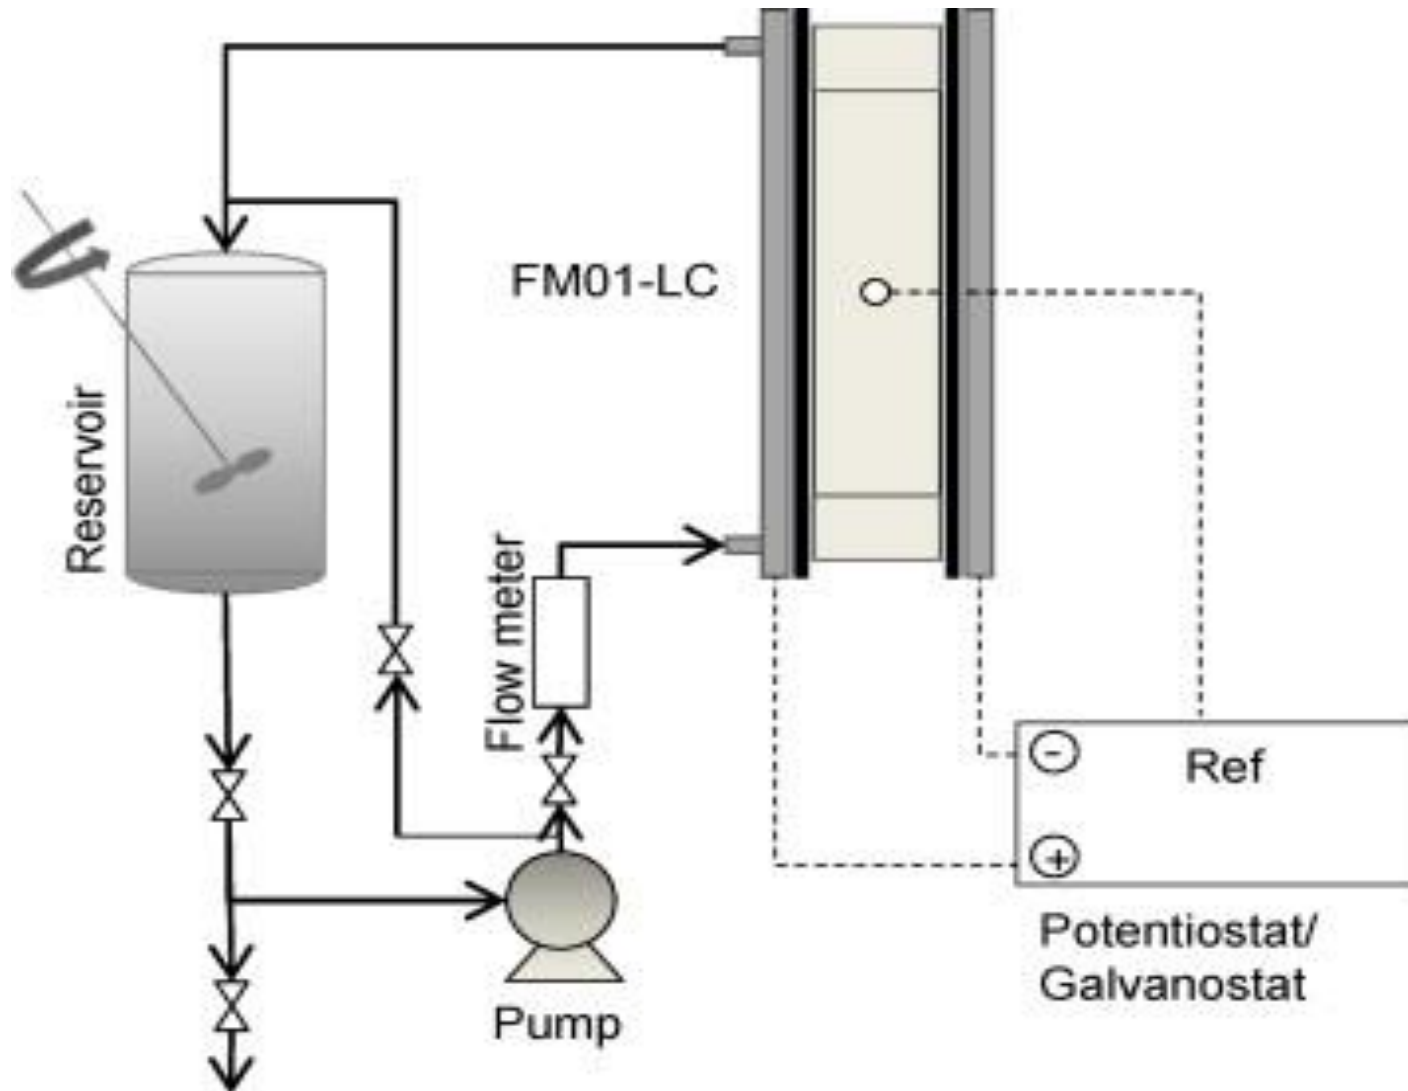 FM01-LC
Reservoir
Flow meter
-
Ref
+
Pump
Potentiostat/
Galvanostat